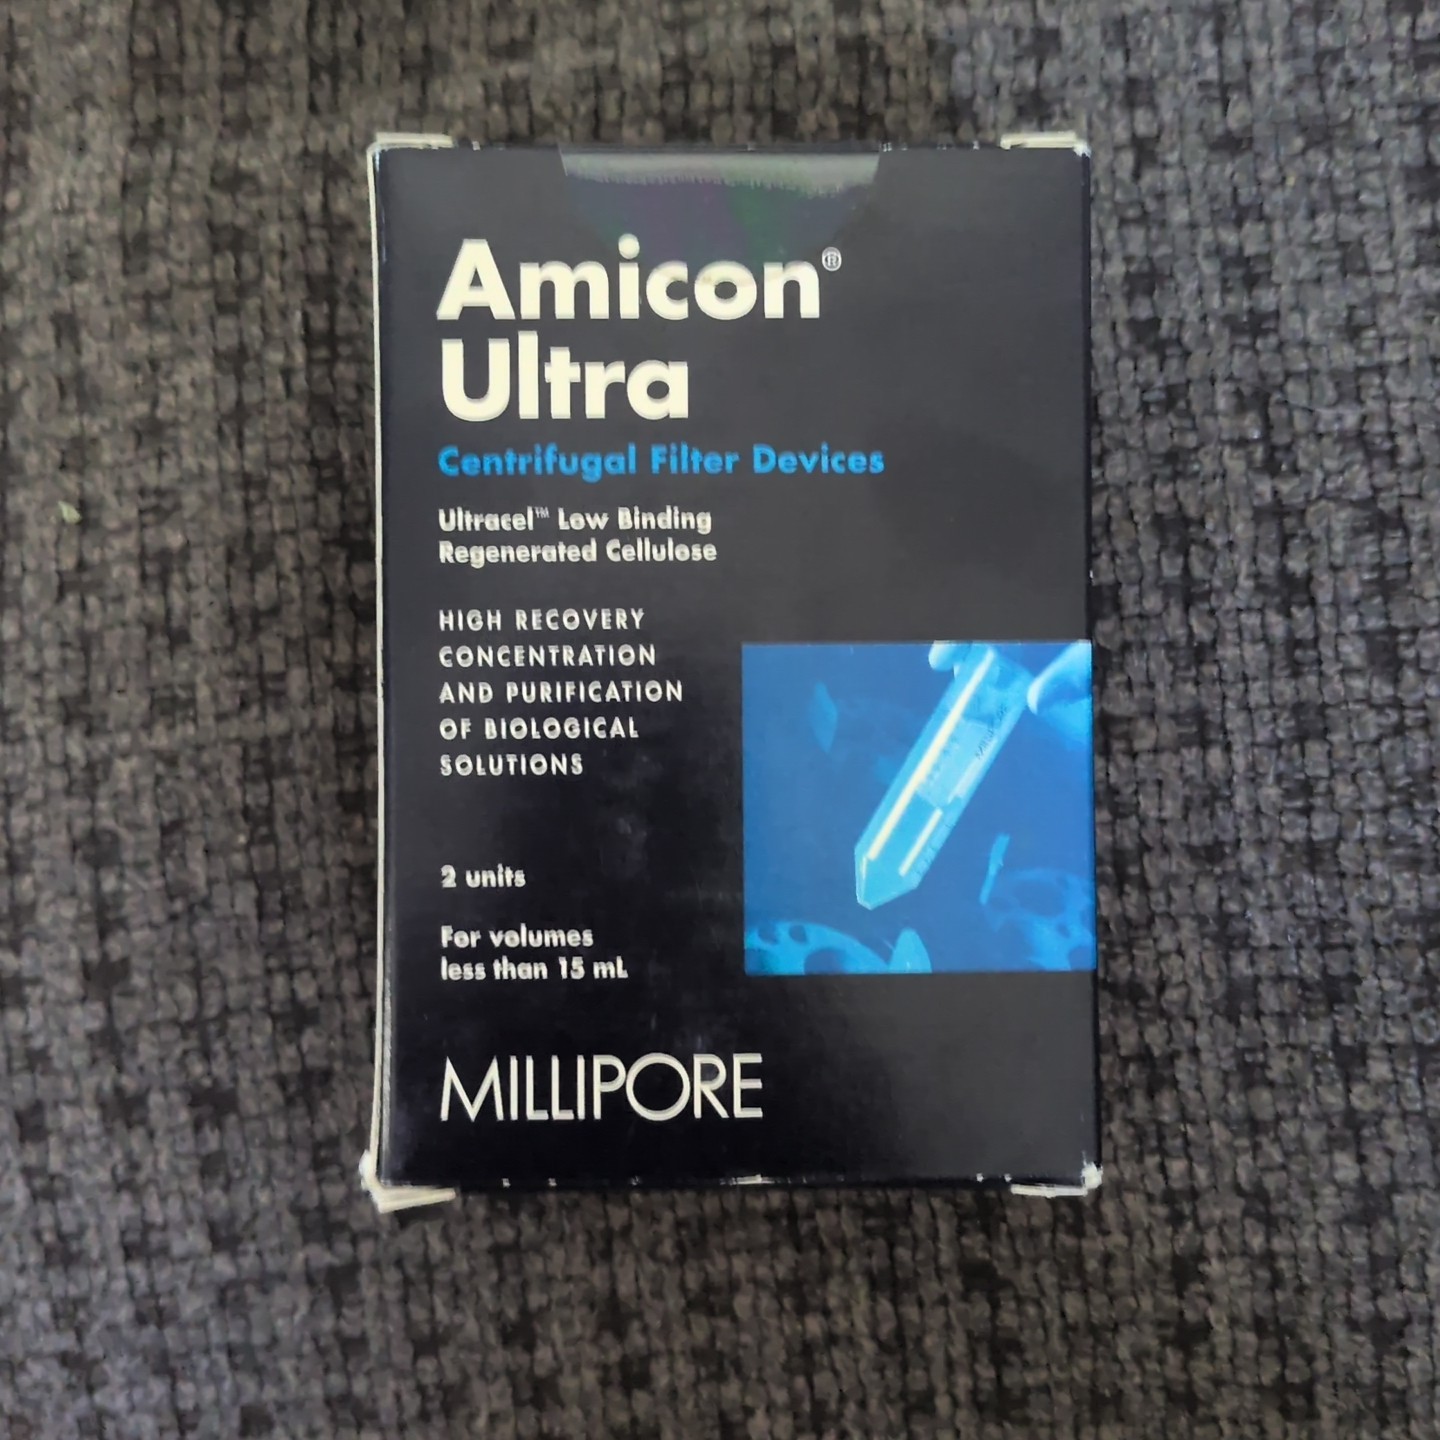 Amicon®
Ultra
Centrifugal Filter Devices
Ultracel™ Low Binding
Regenerated Cellulose
HIGH RECOVERY
CONCENTRATION
AND PURIFICATION
OF BIOLOGICAL
SOLUTIONS
2 units
For volumes
less than 15 mL
MILLIPORE